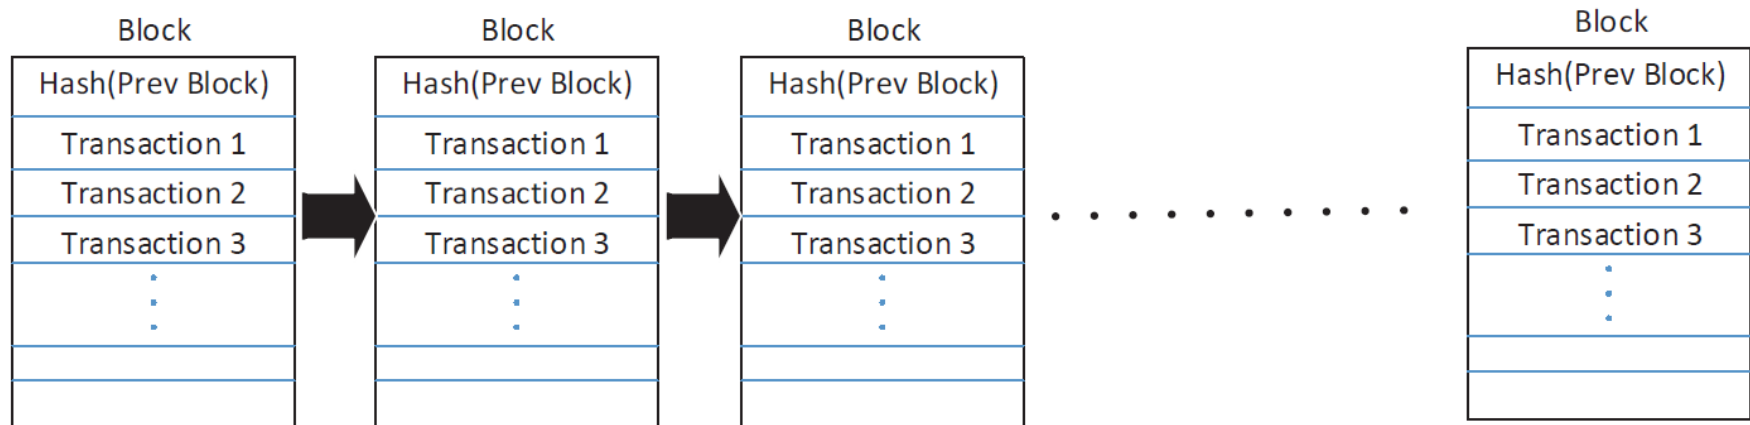 Block
Hash(Prev Block)
Transaction 1
Transaction 2
Transaction 3
Block
Hash(Prev Block)
Transaction 1
Transaction 2
Transaction 3
Block
Hash(Prev Block)
Transaction 1
Transaction 2
Transaction 3
Block
Hash(Prev Block)
Transaction 1
Transaction 2
Transaction 3